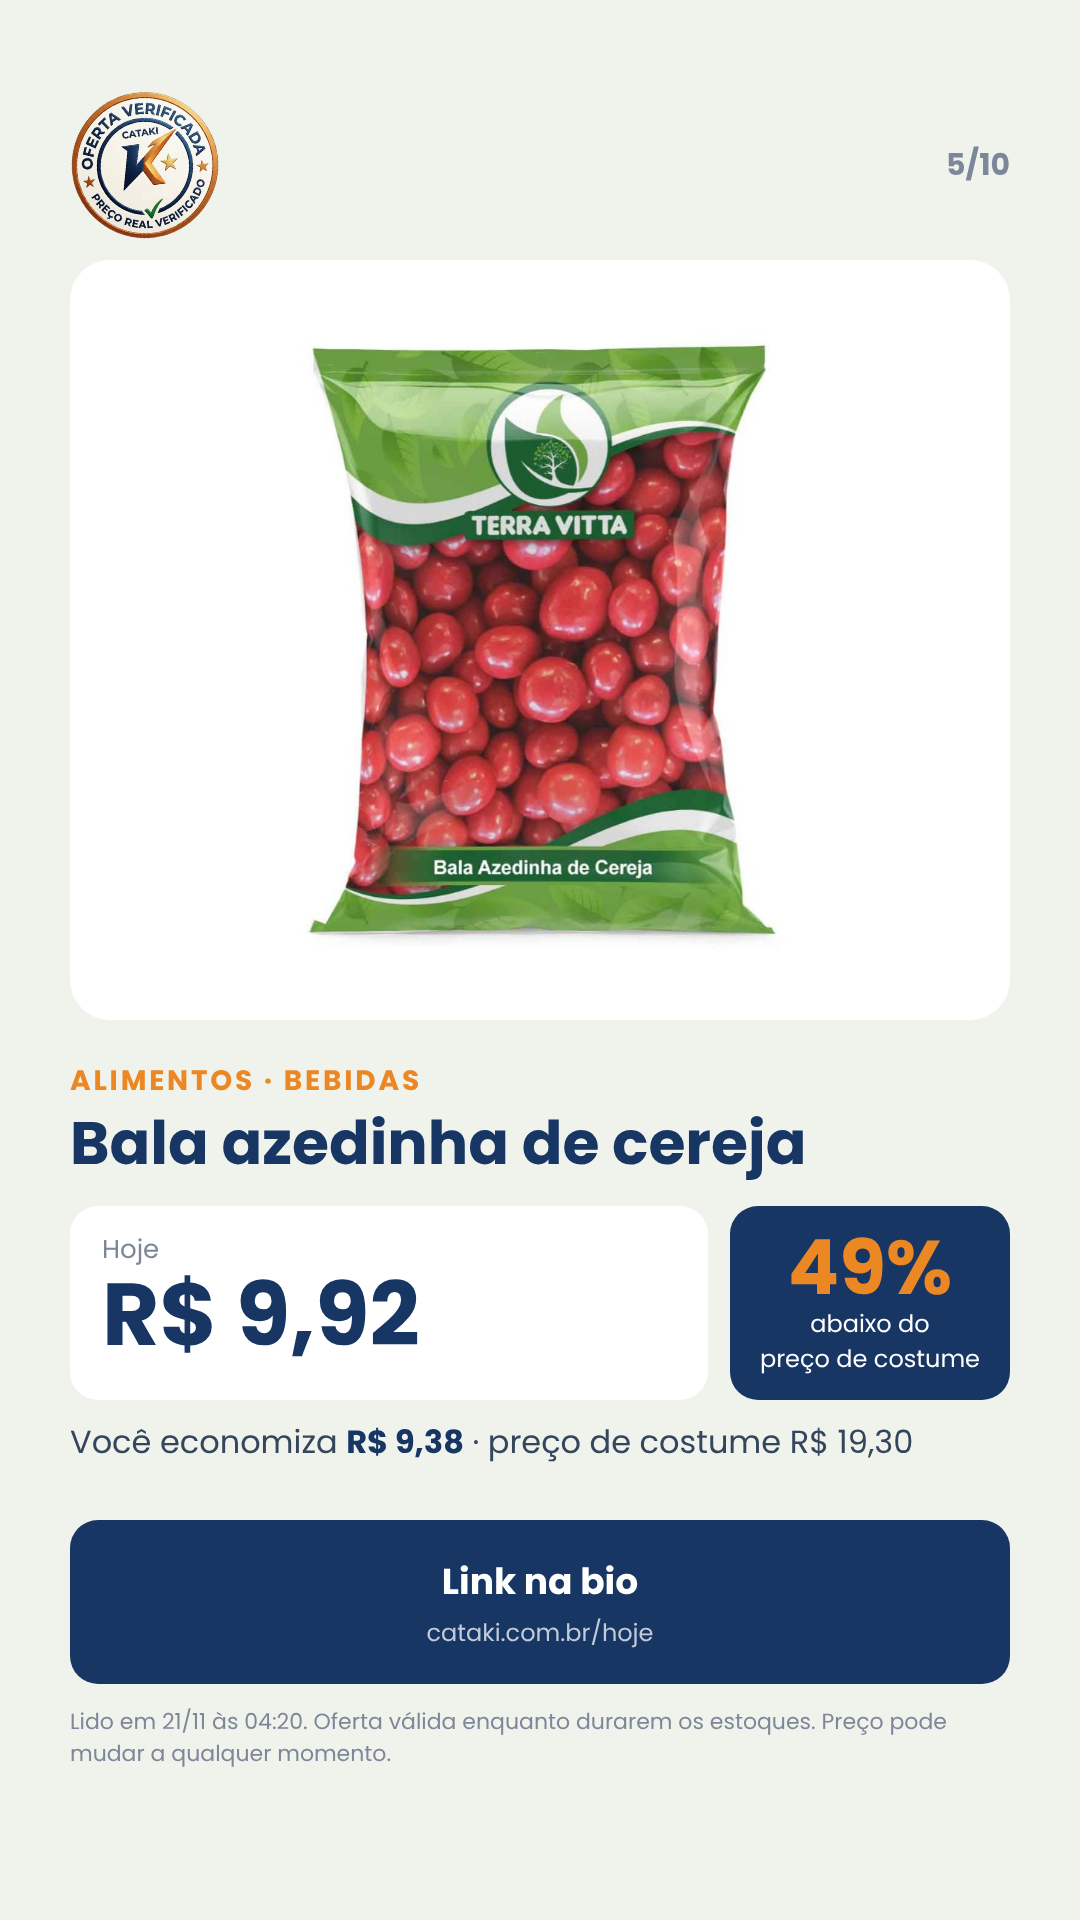 OFERTA VERIFICADA
CATAKI
K
PREÇO REAL VERIFICADO
5/10
TERRA VITTA
Bala Azedinha de Cereja
ALIMENTOS · BEBIDAS
Bala azedinha de cereja
Hoje
R$ 9,92
49%
abaixo do
preço de costume
Você economiza R$ 9,38 · preço de costume R$ 19,30
Link na bio
cataki.com.br/hoje
Lido em 21/11 às 04:20. Oferta válida enquanto durarem os estoques. Preço pode
mudar a qualquer momento.